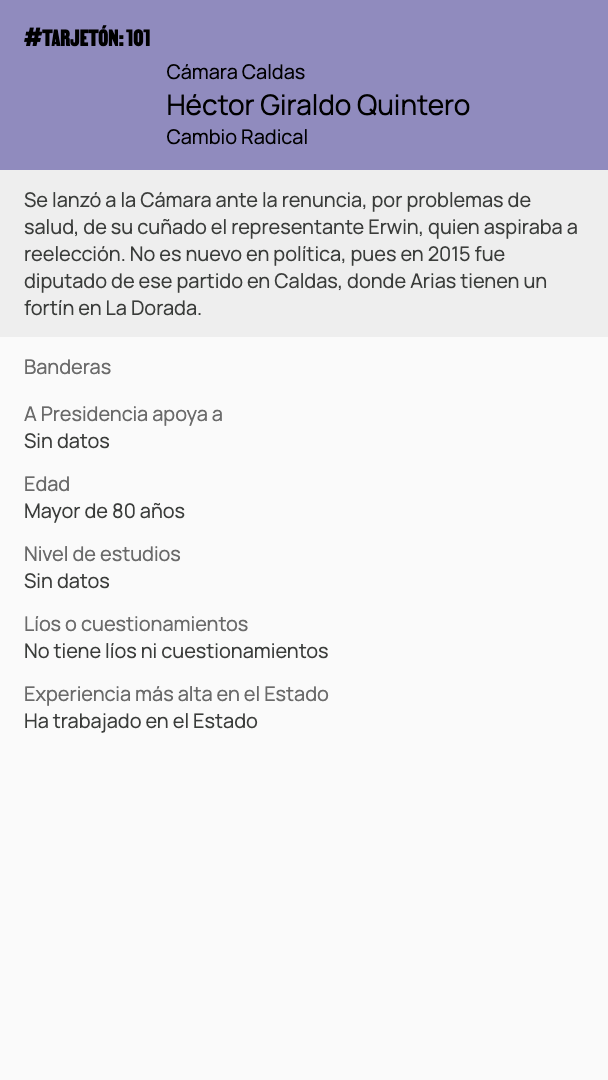 #TARJETÓN: 101
Cámara Caldas
Héctor Giraldo Quintero
Cambio Radical
Se lanzó a la Cámara ante la renuncia, por problemas de
salud, de su cuñado el representante Erwin, quien aspiraba a
reelección. No es nuevo en política, pues en 2015 fue
diputado de ese partido en Caldas, donde Arias tienen un
fortín en La Dorada.
Banderas
A Presidencia apoya a
Sin datos
Edad
Mayor de 80 años
Nivel de estudios
Sin datos
Líos o cuestionamientos
No tiene líos ni cuestionamientos
Experiencia más alta en el Estado
Ha trabajado en el Estado